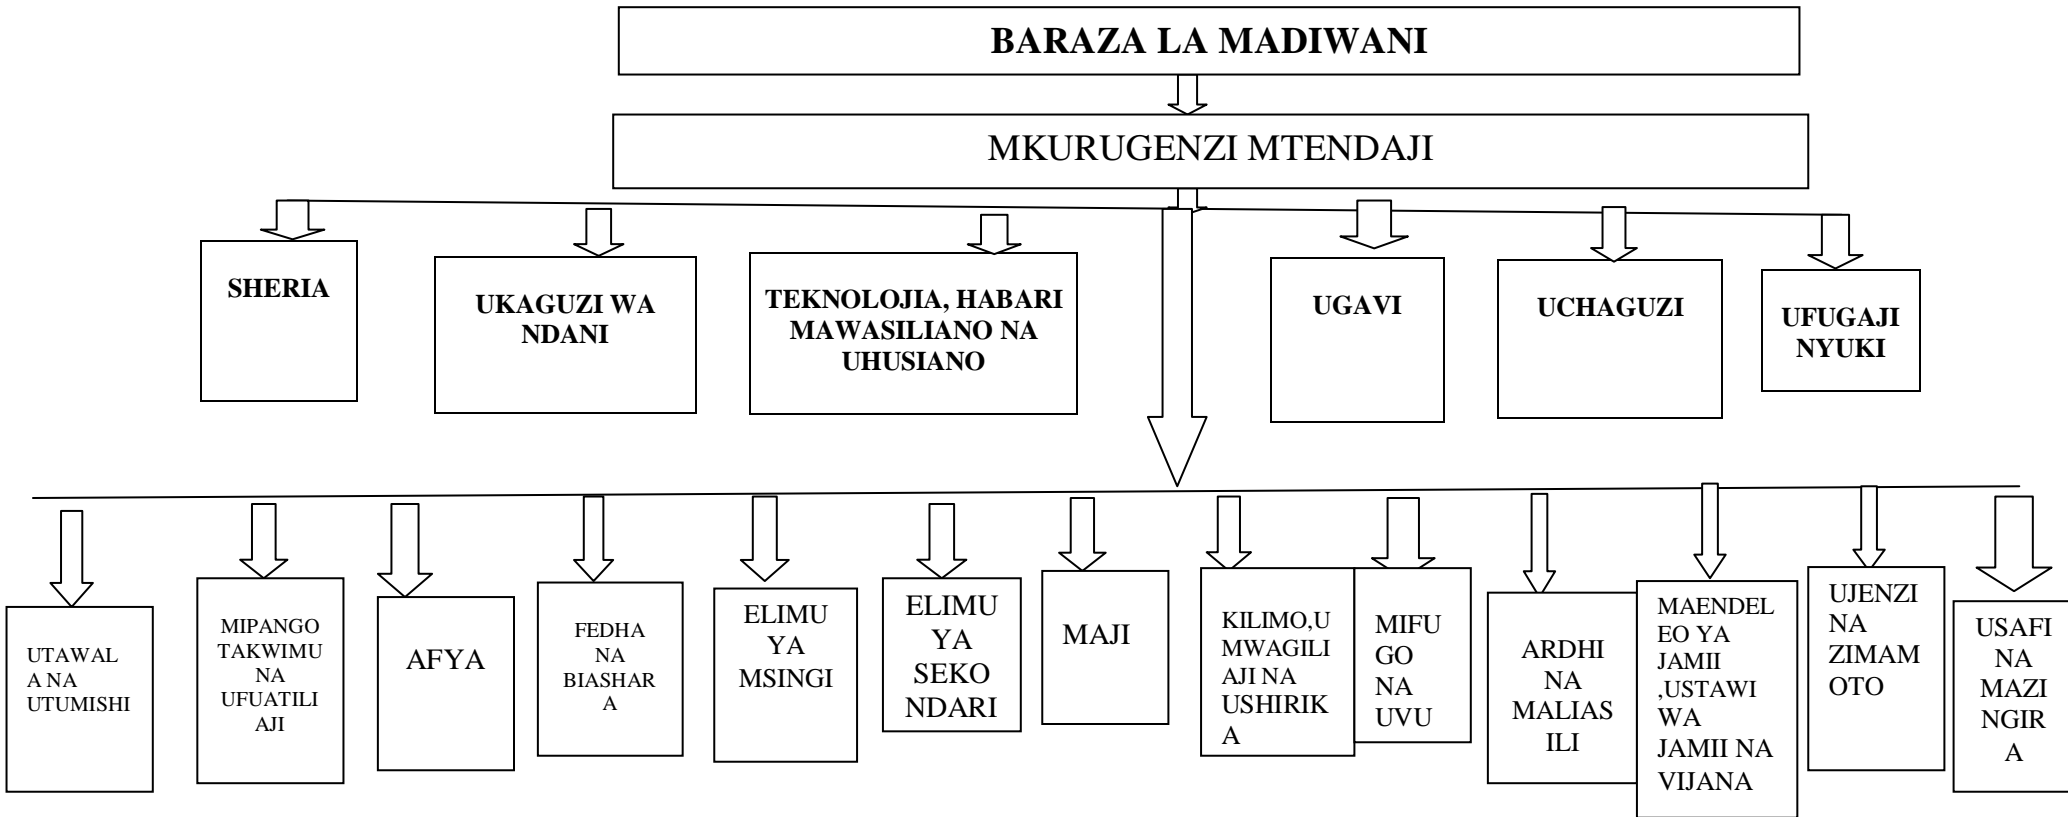 BARAZA LA MADIWANI
MKURUGENZI MTENDAJI
SHERIA
UKAGUZI WA
NDANI
TEKNOLOJIA, HABARI
MAWASILIANO NA
UHUSIANO
UGAVI
UCHAGUZI
UFUGAJI
NYUKI
UTAWAL
A NA
UTUMISHI
MIPANGO
TAKWIMU
NA
UFUATILI
AJI
AFYA
FEDHA
NA
BIASHAR
A
ELIMU
YA
MSINGI
ELIMU
YA
SEKO
NDARI
MAJI
KILIMO,U
MWAGILI
AJI NA
USHIRIK
A
MIFU
GO
NA
UVU
ARDHI
NA
MALIAS
ILI
MAENDEL
EO YA
JAMII
,USTAWI
WA
JAMII NA
VIJANA
UJENZI
NA
ZIMAM
OTO
USAFI
NA
MAZI
NGIR
A